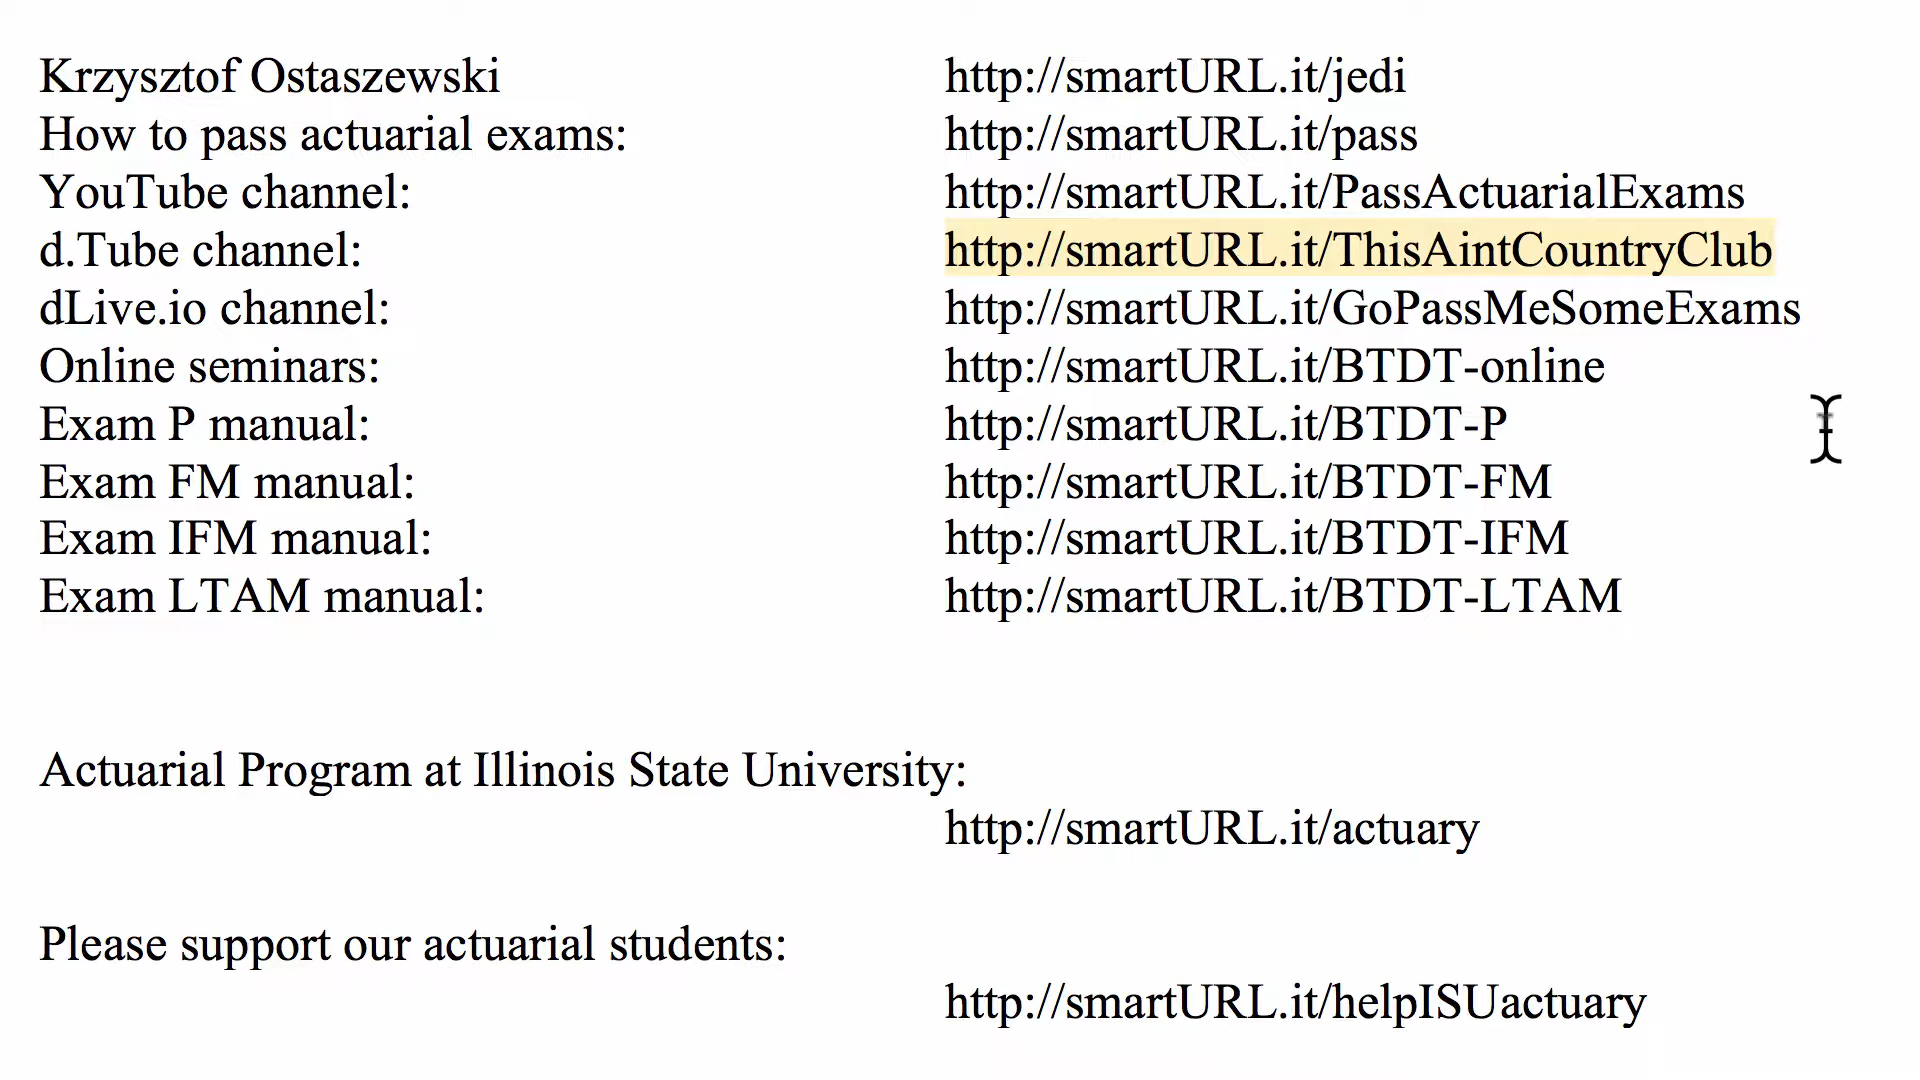 Krzysztof Ostaszewski http://smartURL.it/jedi
How to pass actuarial exams: http://smartURL.it/pass
YouTube channel: http://smartURL.it/PassActuarialExams
d.Tube channel: http://smartURL.it/ThisAintCountryClub
dLive.io channel: http://smartURL.it/GoPassMeSomeExams
Online seminars: http://smartURL.it/BTDT-online
Exam P manual: http://smartURL.it/BTDT-P
Exam FM manual: http://smartURL.it/BTDT-FM
Exam IFM manual: http://smartURL.it/BTDT-IFM
Exam LTAM manual: http://smartURL.it/BTDT-LTAM
Actuarial Program at Illinois State University:
http://smartURL.it/actuary
Please support our actuarial students:
http://smartURL.it/helpISUactuary